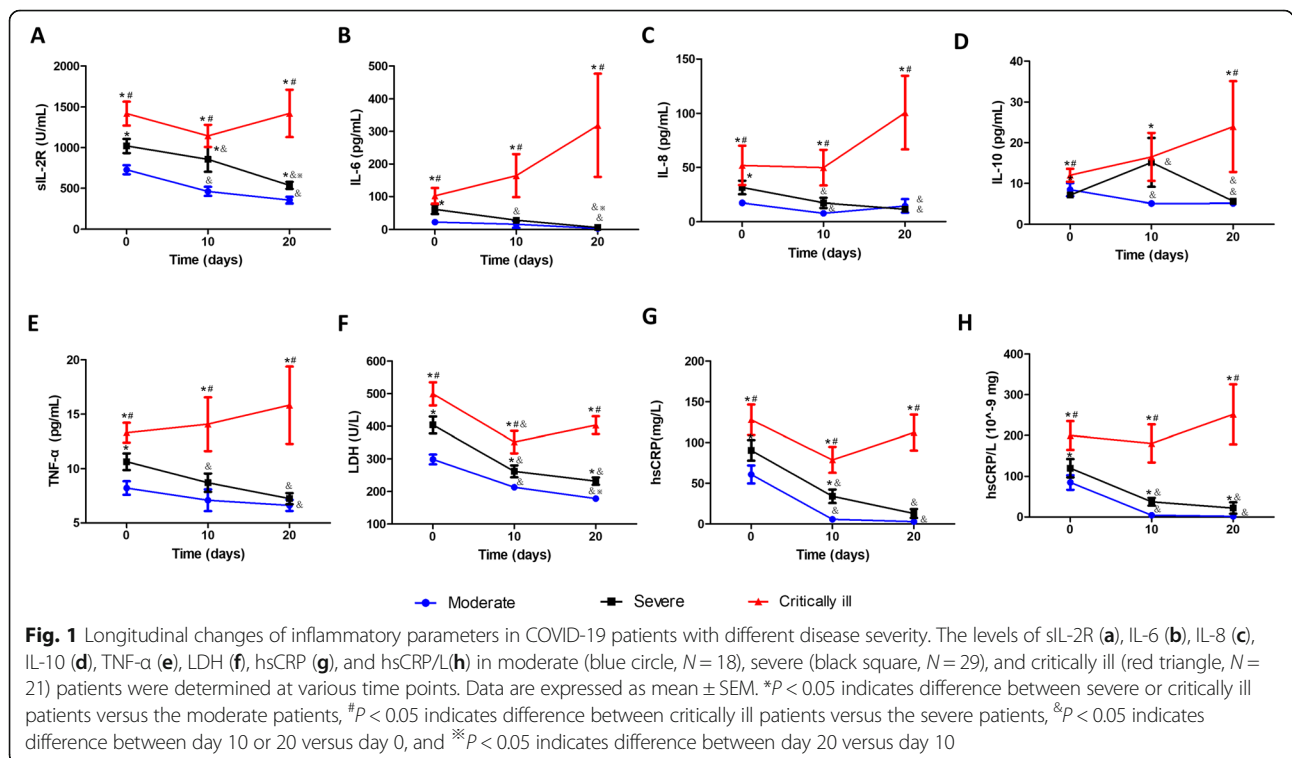 A
sIL-2R (U/mL)
2000
1500
1000
500
0
*#
*#
*#
*
*&
*&※
&
&
0 10 20
Time (days)
B
IL-6 (pg/mL)
500
400
300
200
100
0
*#
*#
*#
*
&
&※
&
0 10 20
Time (days)
C
IL-8 (pg/mL)
150
100
50
0
*#
*#
*#
*
&
&
&
&
0 10 20
Time (days)
D
IL-10 (pg/mL)
40
30
20
10
0
*#
*
*#
&
&
&
&
0 10 20
Time (days)
E
TNF-α (pg/mL)
20
15
10
5
*#
*#
*#
*
&
&
&
0 10 20
Time (days)
F
LDH (U/L)
600
500
400
300
200
100
*#
*#&
*#
*
*&
*&
&
&※
0 10 20
Time (days)
G
hsCRP(mg/L)
200
150
100
50
0
*#
*#
*#
*&
&
&
&
0 10 20
Time (days)
H
hsCRP/L (10^-9 mg)
400
300
200
100
0
*#
*#
*#
*
*&
*&
&
&
0 10 20
Time (days)
Moderate Severe Critically ill
Fig. 1 Longitudinal changes of inflammatory parameters in COVID-19 patients with different disease severity. The levels of sIL-2R (a), IL-6 (b), IL-8 (c),
IL-10 (d), TNF-α (e), LDH (f), hsCRP (g), and hsCRP/L(h) in moderate (blue circle, N = 18), severe (black square, N = 29), and critically ill (red triangle, N =
21) patients were determined at various time points. Data are expressed as mean ± SEM. *P < 0.05 indicates difference between severe or critically ill
patients versus the moderate patients, #P < 0.05 indicates difference between critically ill patients versus the severe patients, &P < 0.05 indicates
difference between day 10 or 20 versus day 0, and ※P < 0.05 indicates difference between day 20 versus day 10